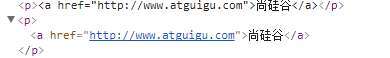 <p><a href="http://www.atguigu.com">尚硅谷</a></p>
▼<p>
<a href="http://www.atguigu.com">尚硅谷</a>
</p>